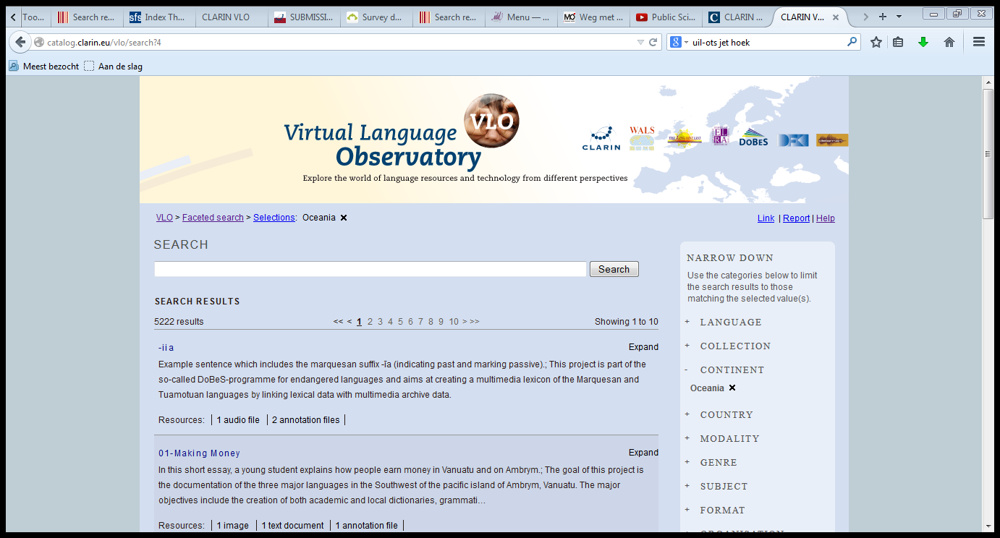 Too...
Search re...
sfs Index Th...
CLARIN VLO
SUBMISSI...
Survey d...
Search re...
Menu — ...
MO Weg met ...
Public Sci...
C CLARIN ...
CLARIN V...
catalog.clarin.eu/vlo/search?4
8 uil-ots jet hoek
Meest bezocht
Aan de slag
Virtual Language
Observatory
VLO
Explore the world of language resources and technology from different perspectives
CLARIN
WALS
THE LINGUIST LIST
ELRA
DOBES
DFKI
VLO > Faceted search > Selections: Oceania ×
Link | Report | Help
SEARCH
Search
SEARCH RESULTS
5222 results
<< < 1 2 3 4 5 6 7 8 9 10 > >>
Showing 1 to 10
-iia
Expand
Example sentence which includes the marquesan suffix -īa (indicating past and marking passive).; This project is part of the
so-called DoBeS-programme for endangered languages and aims at creating a multimedia lexicon of the Marquesan and
Tuamotuan languages by linking lexical data with multimedia archive data.
Resources: | 1 audio file | 2 annotation files |
01-Making Money
Expand
In this short essay, a young student explains how people earn money in Vanuatu and on Ambrym.; The goal of this project is
the documentation of the three major languages in the Southwest of the pacific island of Ambrym, Vanuatu. The major
objectives include the creation of both academic and local dictionaries, grammati...
Resources: | 1 image | 1 text document | 1 annotation file |
NARROW DOWN
Use the categories below to limit
the search results to those
matching the selected value(s).
+ LANGUAGE
+ COLLECTION
- CONTINENT
Oceania ×
+ COUNTRY
+ MODALITY
+ GENRE
+ SUBJECT
+ FORMAT
ORGANISATION